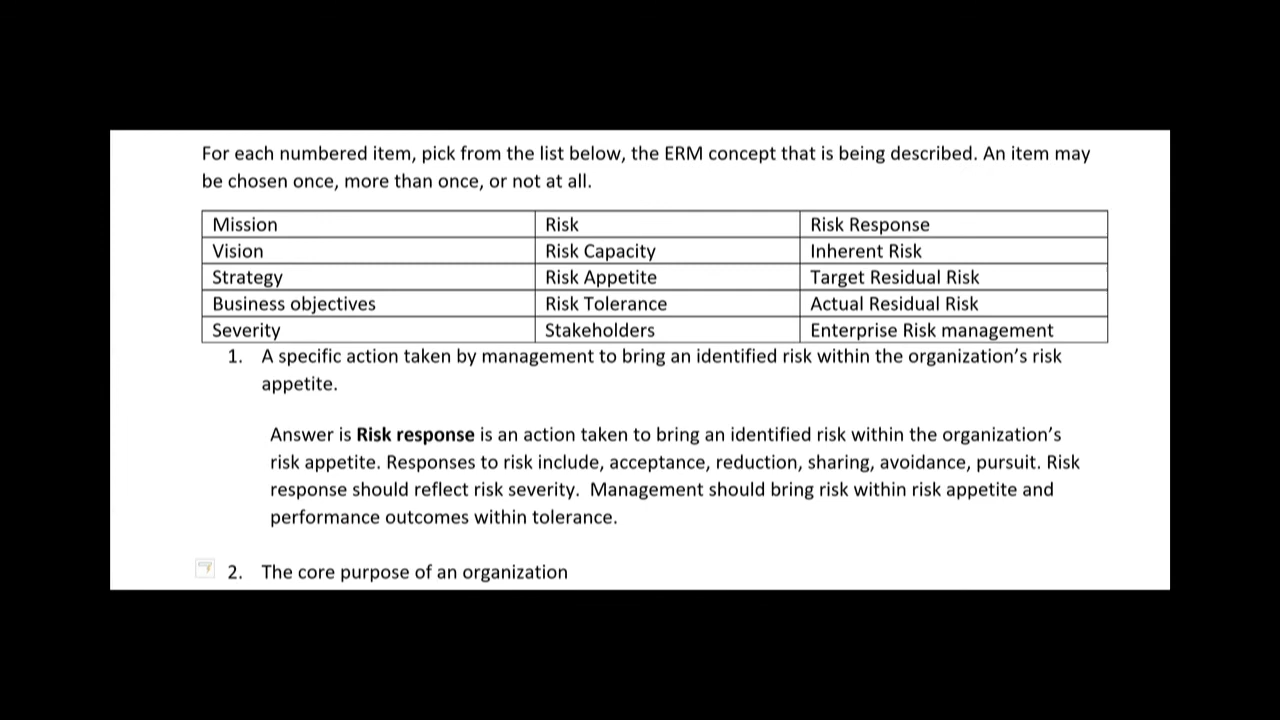 For each numbered item, pick from the list below, the ERM concept that is being described. An item may
be chosen once, more than once, or not at all.
Mission Risk Risk Response
Vision Risk Capacity Inherent Risk
Strategy Risk Appetite Target Residual Risk
Business objectives Risk Tolerance Actual Residual Risk
Severity Stakeholders Enterprise Risk management
1. A specific action taken by management to bring an identified risk within the organization’s risk
appetite.
Answer is Risk response is an action taken to bring an identified risk within the organization’s
risk appetite. Responses to risk include, acceptance, reduction, sharing, avoidance, pursuit. Risk
response should reflect risk severity.  Management should bring risk within risk appetite and
performance outcomes within tolerance.
2. The core purpose of an organization